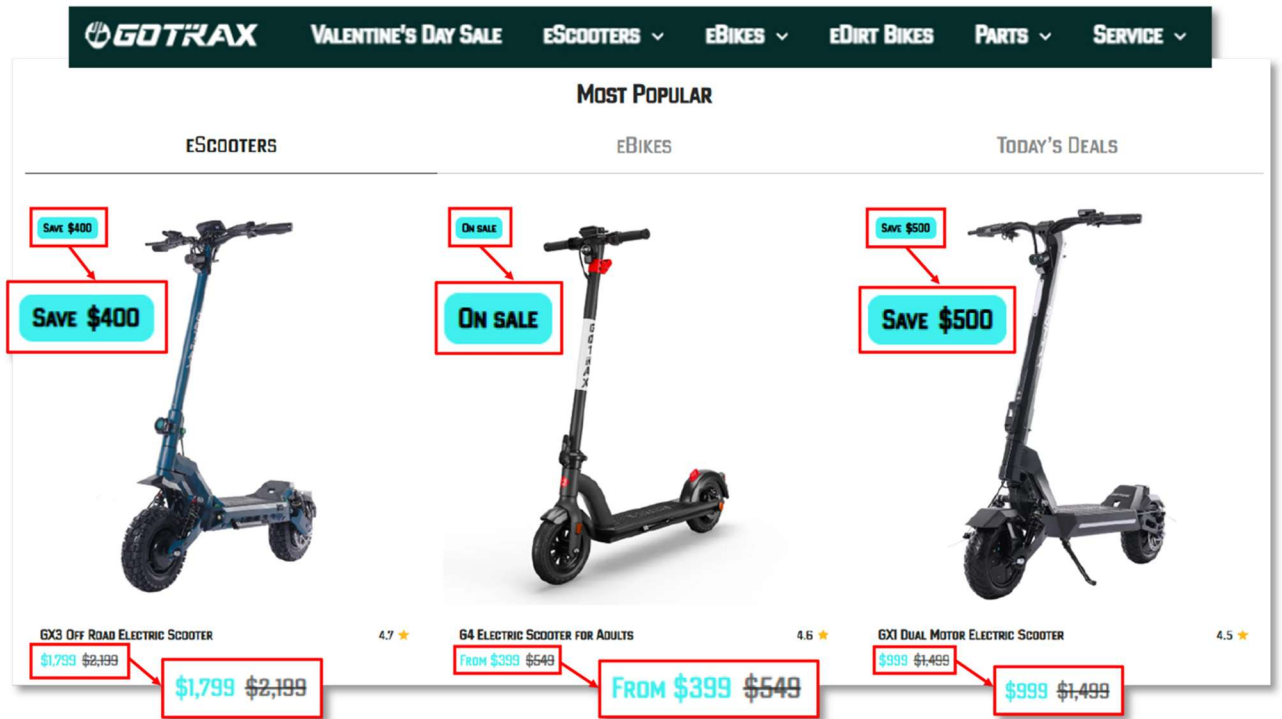 GOTRAX VALENTINE'S DAY SALE ESCOOTERS EBIKES EDIRT BIKES PARTS SERVICE
MOST POPULAR
ESCOOTERS EBIKES TODAY'S DEALS
SAVE $400 ON SALE SAVE $500
SAVE $400 ON SALE SAVE $500
GOTRAX
GX3 OFF ROAD ELECTRIC SCOOTER 4.7 G4 ELECTRIC SCOOTER FOR ADULTS 4.6 GX1 DUAL MOTOR ELECTRIC SCOOTER 4.5
$1,799 $2,199 FROM $399 $549 $999 $1,499
$1,799 $2,199 FROM $399 $549 $999 $1,499